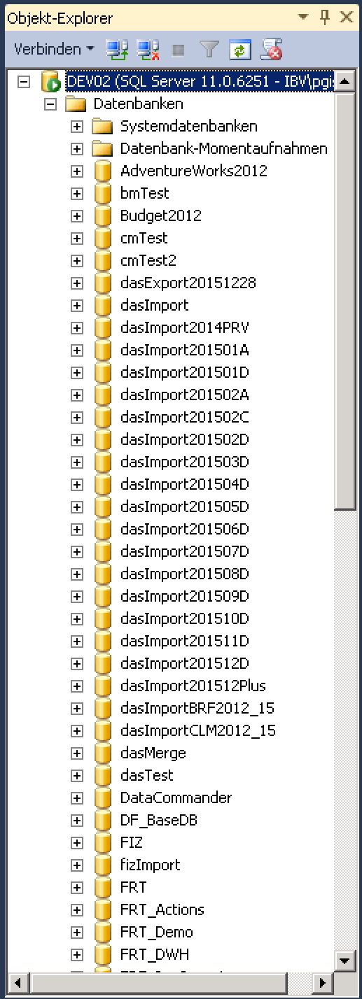 Objekt-Explorer
Verbinden
DEV02 (SQL Server 11.0.6251 - IBV\pgi
Datenbanken
Systemdatenbanken
Datenbank-Momentaufnahmen
AdventureWorks2012
bmTest
Budget2012
cmTest
cmTest2
dasExport20151228
dasImport
dasImport2014PRV
dasImport201501A
dasImport201501D
dasImport201502A
dasImport201502C
dasImport201502D
dasImport201503D
dasImport201504D
dasImport201505D
dasImport201506D
dasImport201507D
dasImport201508D
dasImport201509D
dasImport201510D
dasImport201511D
dasImport201512D
dasImport201512Plus
dasImportBRF2012_15
dasImportCLM2012_15
dasMerge
dasTest
DataCommander
DF_BaseDB
FIZ
fizImport
FRT
FRT_Actions
FRT_Demo
FRT_DWH